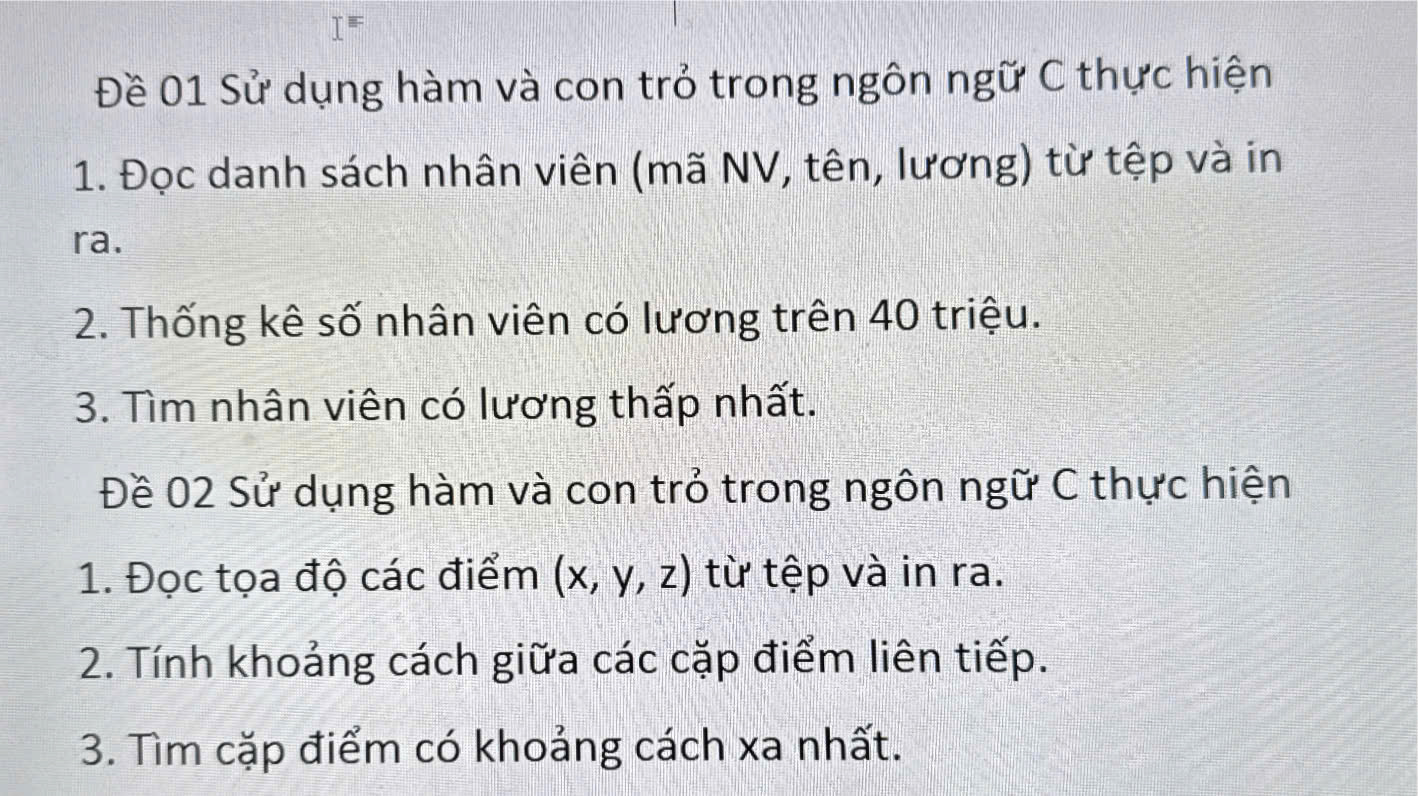 Đề 01 Sử dụng hàm và con trỏ trong ngôn ngữ C thực hiện
1. Đọc danh sách nhân viên (mã NV, tên, lương) từ tệp và in
ra.
2. Thống kê số nhân viên có lương trên 40 triệu.
3. Tìm nhân viên có lương thấp nhất.
Đề 02 Sử dụng hàm và con trỏ trong ngôn ngữ C thực hiện
1. Đọc tọa độ các điểm (x, y, z) từ tệp và in ra.
2. Tính khoảng cách giữa các cặp điểm liên tiếp.
3. Tìm cặp điểm có khoảng cách xa nhất.